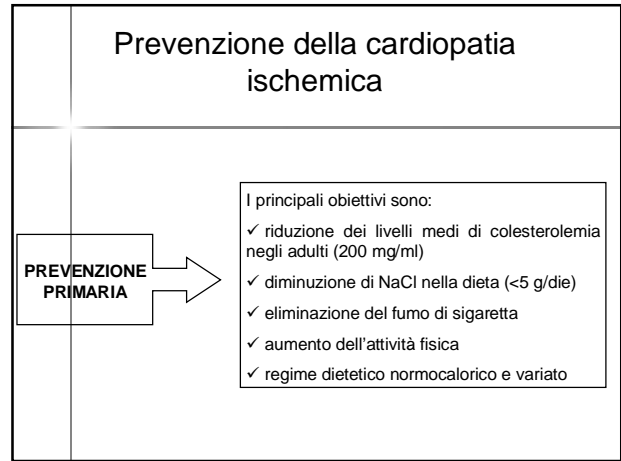 Prevenzione della cardiopatia
ischemica
PREVENZIONE
PRIMARIA
I principali obiettivi sono:
✓ riduzione dei livelli medi di colesterolemia
negli adulti (200 mg/ml)
✓ diminuzione di NaCl nella dieta (<5 g/die)
✓ eliminazione del fumo di sigaretta
✓ aumento dell'attività fisica
✓ regime dietetico normocalorico e variato